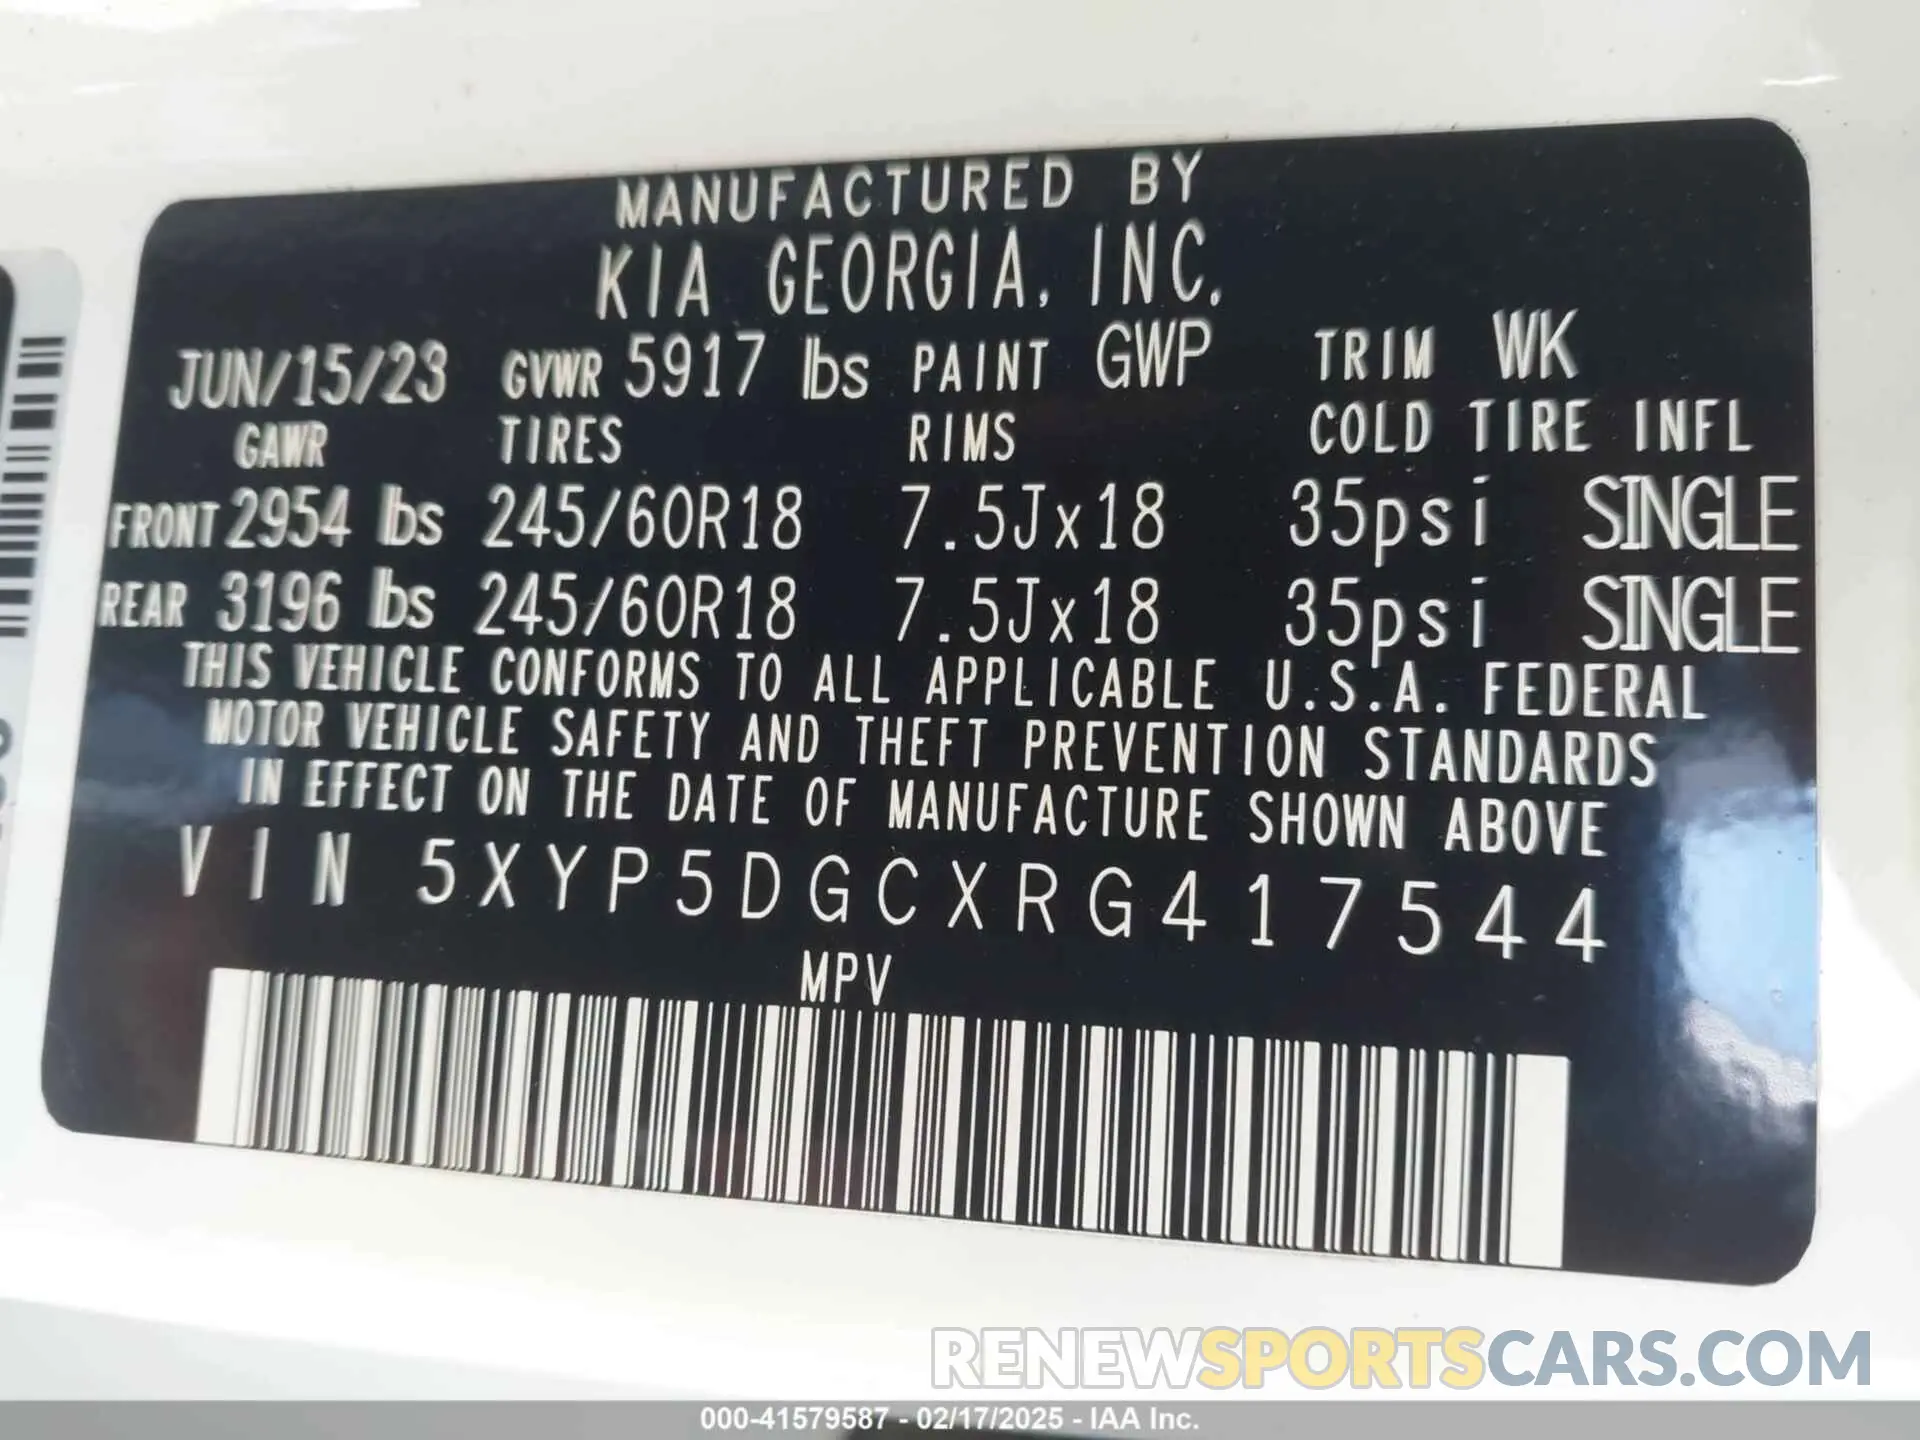 MANUFACTURED BY
KIA GEORGIA, INC.
JUN/15/23 GVWR 5917 lbs PAINT GWP TRIM WK
GAWR TIRES RIMS COLD TIRE INFL
FRONT 2954 lbs 245/60R18 7.5Jx18 35psi SINGLE
REAR 3196 lbs 245/60R18 7.5Jx18 35psi SINGLE
THIS VEHICLE CONFORMS TO ALL APPLICABLE U.S.A. FEDERAL
MOTOR VEHICLE SAFETY AND THEFT PREVENTION STANDARDS
IN EFFECT ON THE DATE OF MANUFACTURE SHOWN ABOVE
VIN 5XYP5DGCXRG417544
MPV
RENEWSPORTSCARS.COM
000-41579587 - 02/17/2025 - IAA Inc.